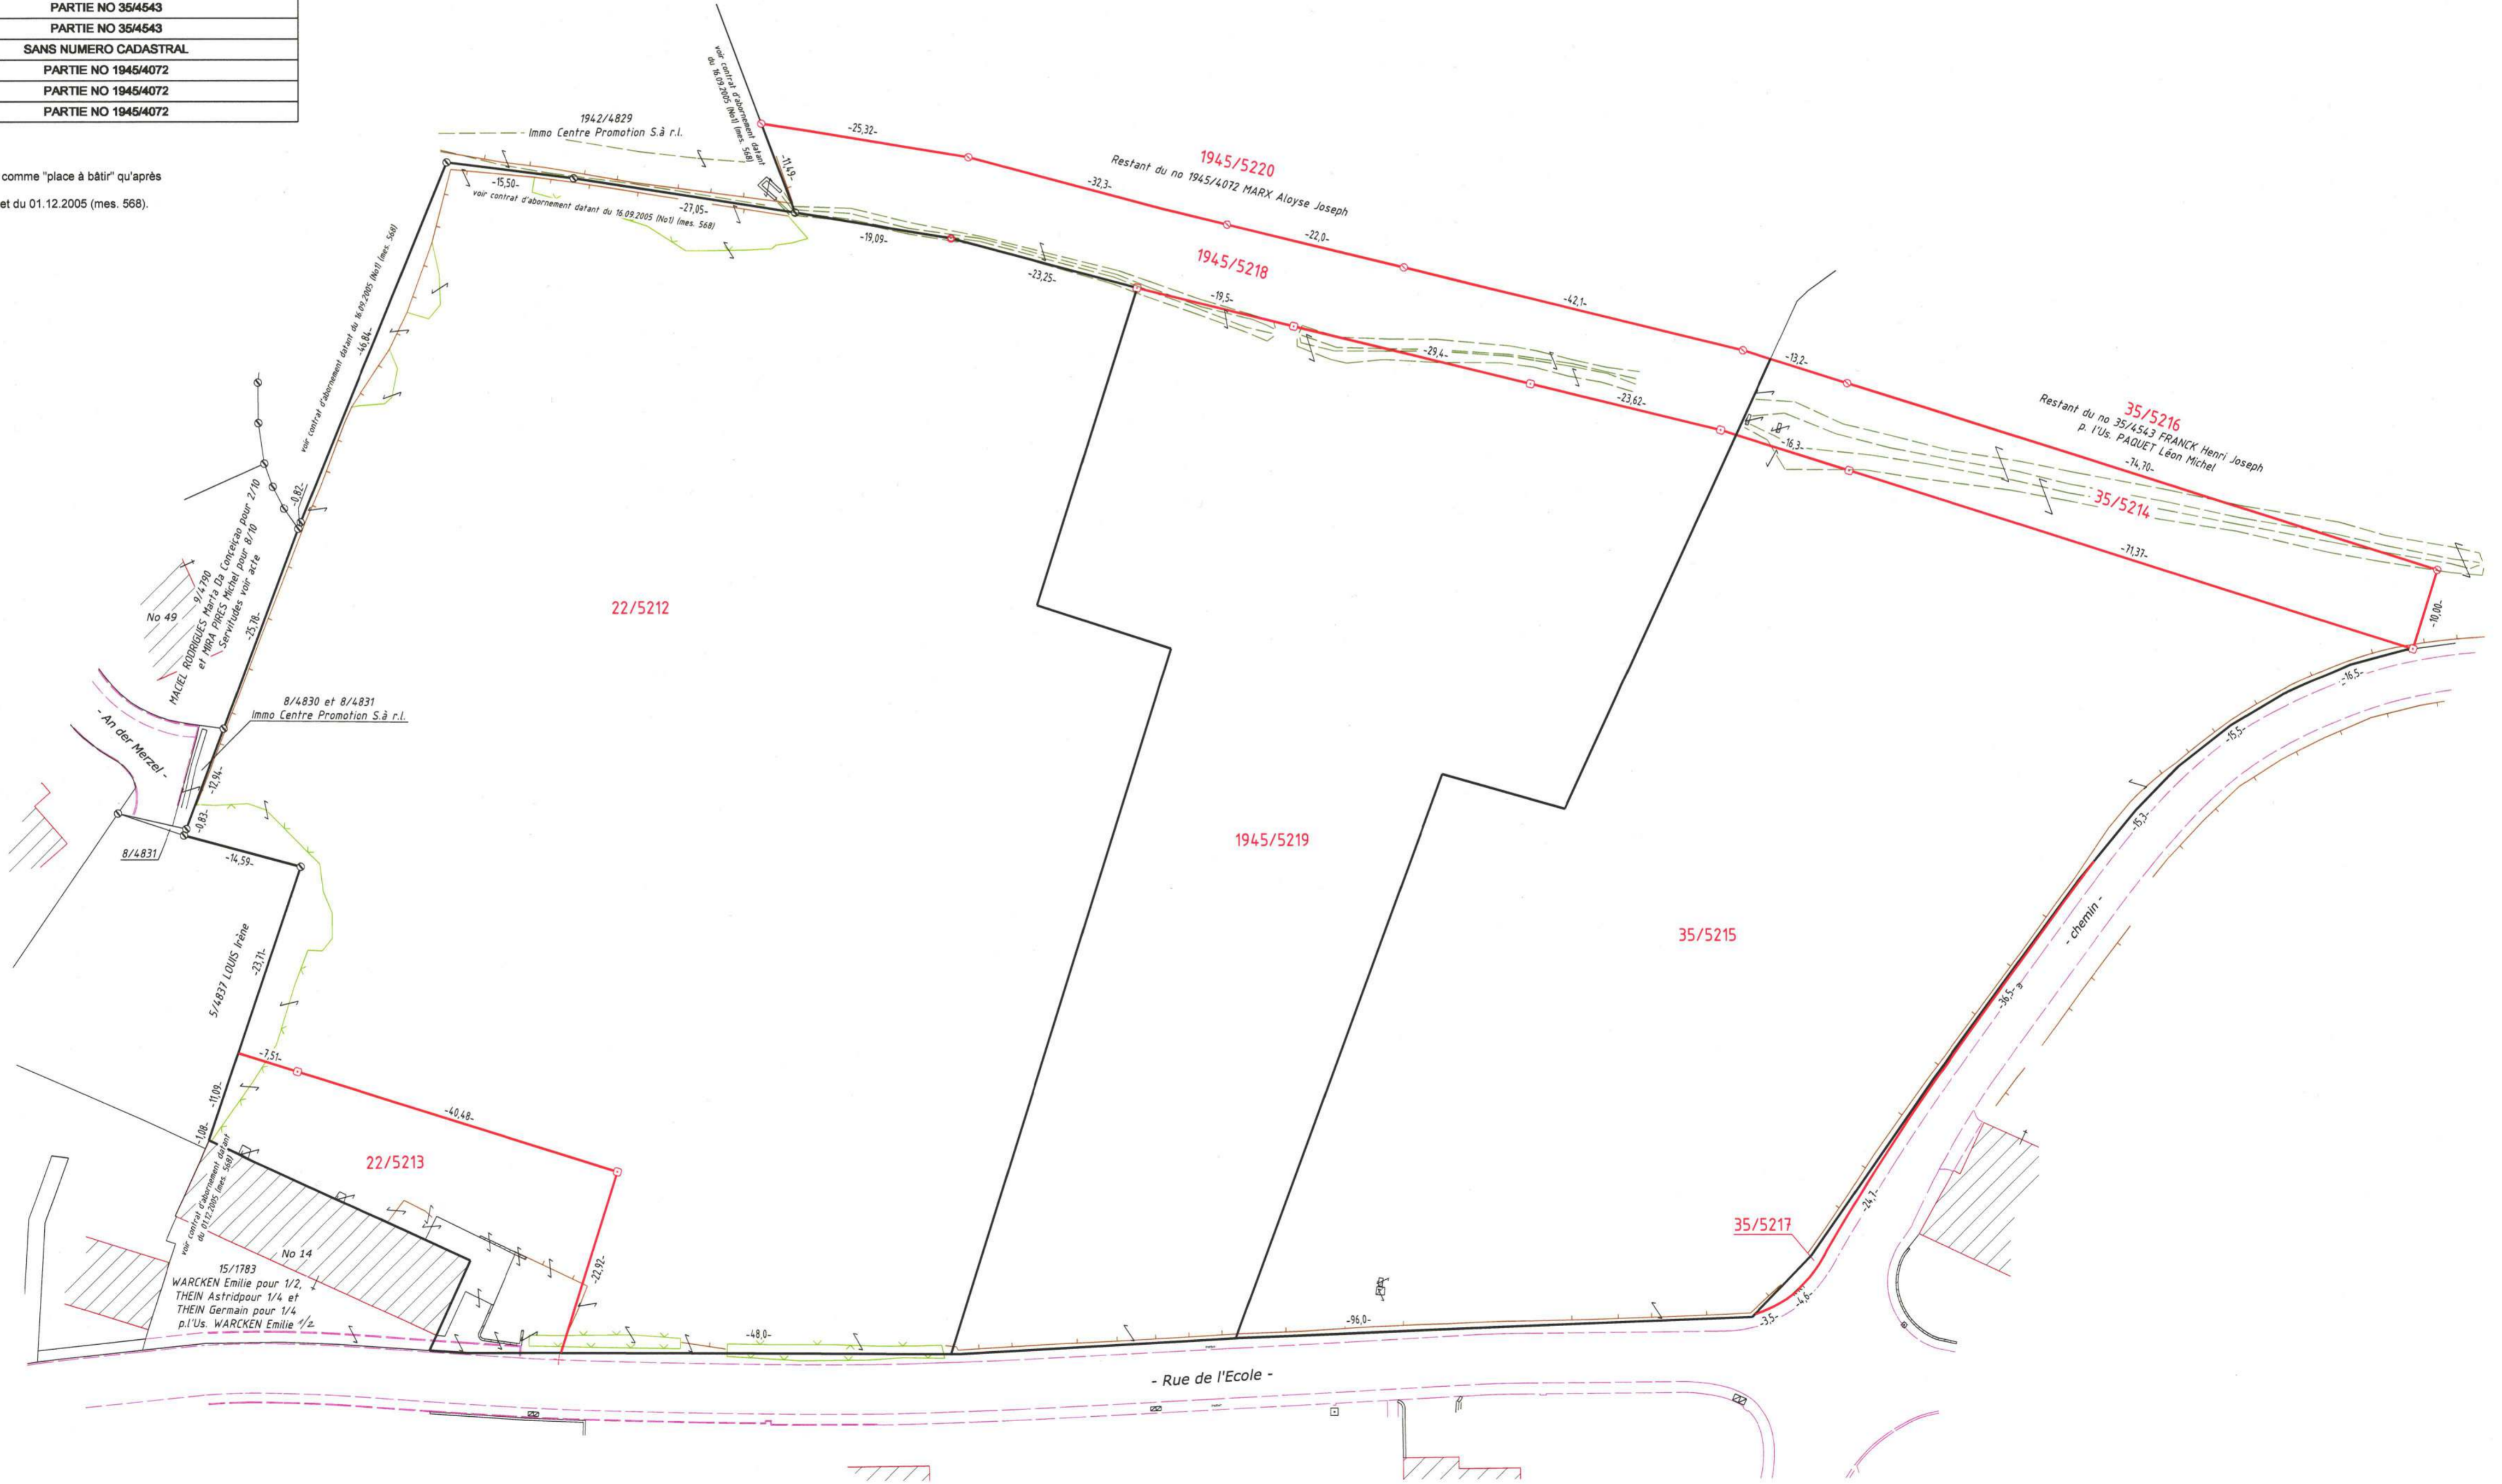 PARTIE NO 35/4543
PARTIE NO 35/4543
SANS NUMERO CADASTRAL
PARTIE NO 1945/4072
PARTIE NO 1945/4072
PARTIE NO 1945/4072
comme "place à bâtir" qu'après
et du 01.12.2005 (mes. 568).
voir contrat d'abornement datant
du 16.09.2005 (No1) (mes. 568)
1942/4829
Immo Centre Promotion S.à r.l.
-11,49-
-25,32-
1945/5220
Restant du no 1945/4072 MARX Aloyse Joseph
-32,3-
-22,0-
-15,50-
voir contrat d'abornement datant du 16.09.2005 (No1) (mes. 568)
-27,05-
-19,09-
-23,25-
1945/5218
-19,5-
-42,1-
-29,4-
-13,2-
-23,62-
-16,3-
35/5216
Restant du no 35/4543 FRANCK Henri Joseph
p. l'Us. PAQUET Léon Michel
-74,70-
35/5214
-71,37-
-10,00-
voir contrat d'abornement datant du 16.09.2005 (No1) (mes. 568)
-46,84-
-0,82-
9/4790
MACIEL RODRIGUES Marta Da Conceiçao pour 2/10
et MIRA PIRES Michel pour 8/10
Servitudes voir acte
No 49
-25,78-
22/5212
8/4830 et 8/4831
Immo Centre Promotion S.à r.l.
- An der Merzel -
-12,94-
-0,83-
8/4831
-14,59-
1945/5219
35/5215
-16,5-
-15,5-
-15,3-
- chemin -
-36,5-
5/4837 LOUIS Irène
-23,71-
-7,51-
-11,09-
-40,48-
-1,08-
22/5213
voir contrat d'abornement datant
du 01.12.2005 (mes. 568)
-22,92-
No 14
15/1783
WARCKEN Emilie pour 1/2,
THEIN Astridpour 1/4 et
THEIN Germain pour 1/4
p.l'Us. WARCKEN Emilie 1/2
-24,7-
35/5217
-4,6-
-3,5-
-48,0-
-96,0-
- Rue de l'Ecole -